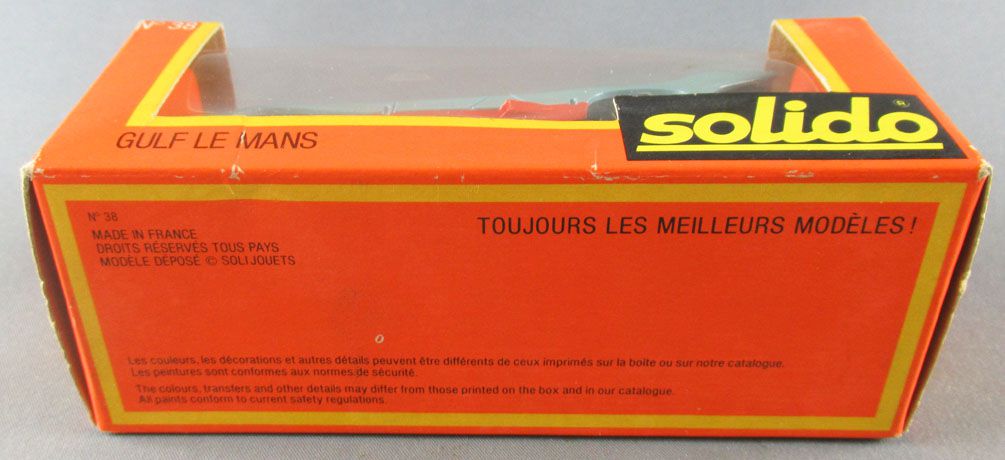 N° 38
GULF LE MANS
solido ®
N° 38
MADE IN FRANCE
DROITS RÉSERVÉS TOUS PAYS
MODÈLE DÉPOSÉ © SOLIJOUETS
TOUJOURS LES MEILLEURS MODÈLES !
Les couleurs, les décorations et autres détails peuvent être différents de ceux imprimés sur la boîte ou sur notre catalogue.
Les peintures sont conformes aux normes de sécurité.
The colours, transfers and other details may differ from those printed on the box and in our catalogue.
All paints conform to current safety regulations.